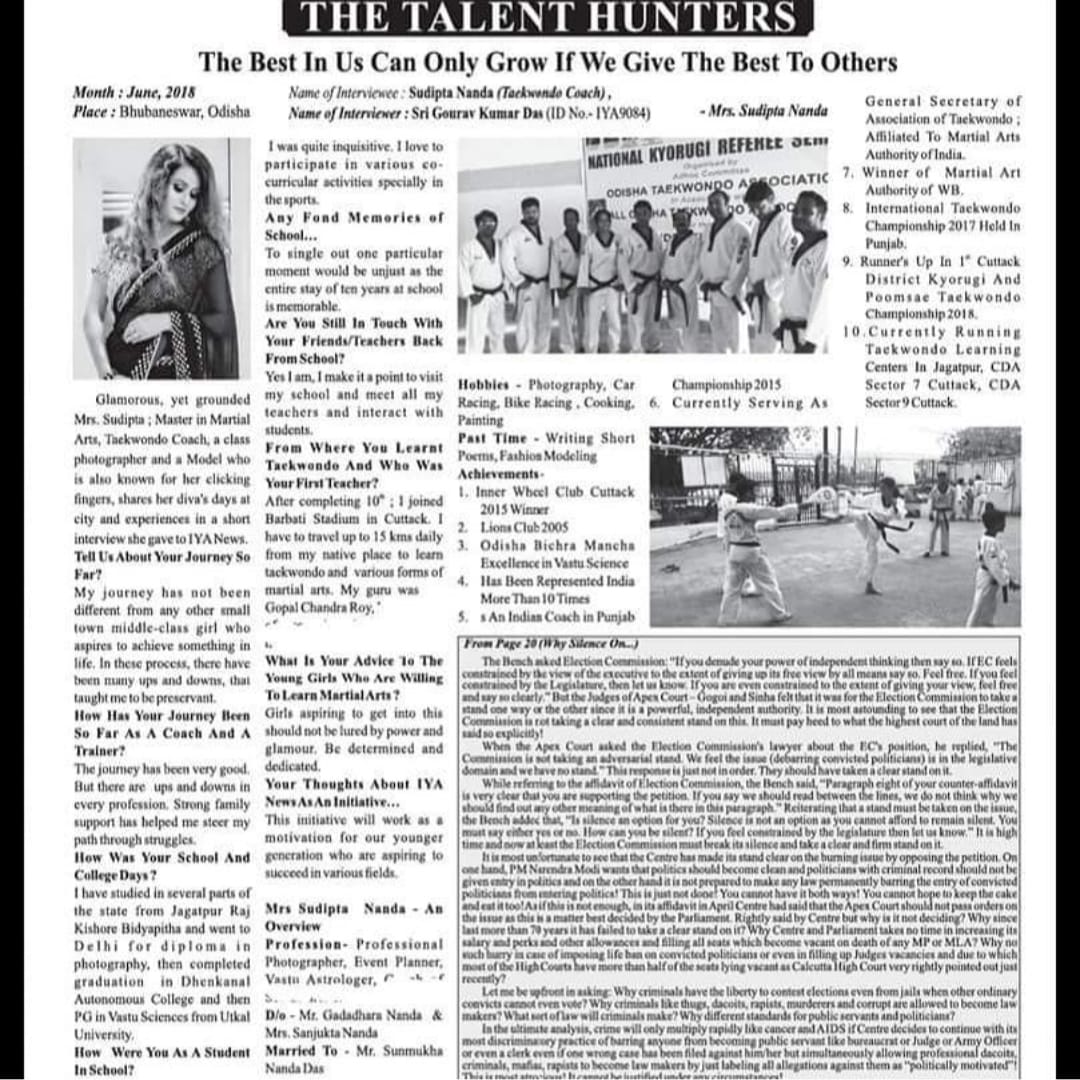 THE TALENT HUNTERS
The Best In Us Can Only Grow If We Give The Best To Others
Month : June, 2018
Place : Bhubaneswar, Odisha
Name of Interviewee : Sudipta Nanda (Taekwondo Coach) ,
Name of Interviewer : Sri Gourav Kumar Das (ID No.- IYA9084)
- Mrs. Sudipta Nanda
Glamorous, yet grounded
Mrs. Sudipta ; Master in Martial
Arts, Taekwondo Coach, a class
photographer and a Model who
is also known for her clicking
fingers, shares her diva's days at
city and experiences in a short
interview she gave to IYA News.
Tell Us About Your Journey So
Far?
My journey has not been
different from any other small
town middle-class girl who
aspires to achieve something in
life. In these process, there have
been many ups and downs, that
taught me to be preservant.
How Has Your Journey Been
So Far As A Coach And A
Trainer?
The journey has been very good.
But there are ups and downs in
every profession. Strong family
support has helped me steer my
path through struggles.
How Was Your School And
College Days ?
I have studied in several parts of
the state from Jagatpur Raj
Kishore Bidyapitha and went to
Delhi for diploma in
photography, then completed
graduation in Dhenkanal
Autonomous College and then
PG in Vastu Sciences from Utkal
University.
How Were You As A Student
In School?
I was quite inquisitive. I love to
participate in various co-
curricular activities specially in
the sports.
Any Fond Memories of
School...
To single out one particular
moment would be unjust as the
entire stay of ten years at school
is memorable.
Are You Still In Touch With
Your Friends/Teachers Back
From School?
Yes I am, I make it a point to visit
my school and meet all my
teachers and interact with
students.
From Where You Learnt
Taekwondo And Who Was
Your First Teacher?
After completing 10th ; I joined
Barbati Stadium in Cuttack. I
have to travel up to 15 kms daily
from my native place to learn
tackwondo and various forms of
martial arts. My guru was
Gopal Chandra Roy,
What Is Your Advice To The
Young Girls Who Are Willing
To Learn Martial Arts ?
Girls aspiring to get into this
should not be lured by power and
glamour. Be determined and
dedicated.
Your Thoughts About IYA
News As An Initiative...
This initiative will work as a
motivation for our younger
generation who are aspiring to
succeed in various fields.
Mrs Sudipta Nanda - An
Overview
Profession- Professional
Photographer, Event Planner,
Vastu Astrologer,
D/o - Mr. Gadadhara Nanda &
Mrs. Sanjukta Nanda
Married To - Mr. Sunmukha
Nanda Das
NATIONAL KYORUGI REFEREE
Organised by
ODISHA TAEKWONDO ASSOCIATIO
Hobbies - Photography, Car
Racing, Bike Racing , Cooking,
Painting
Past Time - Writing Short
Poems, Fashion Modeling
Achievements-
1. Inner Wheel Club Cuttack
2015 Winner
2. Lions Club 2005
3. Odisha Bichra Mancha
Excellence in Vastu Science
4. Has Been Represented India
More Than 10 Times
5. s An Indian Coach in Punjab
Championship 2015
6. Currently Serving As
General Secretary of
Association of Taekwondo ;
Affiliated To Martial Arts
Authority of India.
7. Winner of Martial Art
Authority of WB.
8. International Taekwondo
Championship 2017 Held In
Punjab.
9. Runner's Up In 1st Cuttack
District Kyorugi And
Poomsae Taekwondo
Championship 2018.
10. Currently Running
Taekwondo Learning
Centers In Jagatpur, CDA
Sector 7 Cuttack, CDA
Sector 9 Cuttack.
From Page 20 (Why Silence On...)
The Bench asked Election Commission: "If you denude your power of independent thinking then say so. If EC feels
constrained by the view of the executive to the extent of giving up its free view by all means say so. Feel free. If you feel
constrained by the Legislature, then let us know. If you are even constrained to the extent of giving your view, feel free
and say so clearly." But the Judges of Apex Court – Gogoi and Sinha felt that it was for the Election Commission to take a
stand one way or the other since it is a powerful, independent authority. It is most astounding to see that the Election
Commission is not taking a clear and consistent stand on this. It must pay heed to what the highest court of the land has
said so explicitly!
When the Apex Court asked the Election Commission's lawyer about the EC's position, he replied, "The
Commission is not taking an adversarial stand. We feel the issue (debarring convicted politicians) is in the legislative
domain and we have no stand." This response is just not in order. They should have taken a clear stand on it.
While referring to the affidavit of Election Commission, the Bench said, "Paragraph eight of your counter-affidavit
is very clear that you are supporting the petition. If you say we should read between the lines, we do not think why we
should find out any other meaning of what is there in this paragraph." Reiterating that a stand must be taken on the issue,
the Bench added that, "Is silence an option for you? Silence is not an option as you cannot afford to remain silent. You
must say either yes or no. How can you be silent? If you feel constrained by the legislature then let us know." It is high
time and now at least the Election Commission must break its silence and take a clear and firm stand on it.
It is most unfortunate to see that the Centre has made its stand clear on the burning issue by opposing the petition. On
one hand, PM Narendra Modi wants that politics should become clean and politicians with criminal record should not be
given entry in politics and on the other hand it is not prepared to make any law permanently barring the entry of convicted
politicians from entering politics! This is just not done! You cannot have it both ways! You cannot hope to keep the cake
and eat it too! As if this is not enough, in its affidavit in April Centre had said that the Apex Court should not pass orders on
the issue as this is a matter best decided by the Parliament. Rightly said by Centre but why is it not deciding? Why since
last more than 70 years it has failed to take a clear stand on it? Why Centre and Parliament takes no time in increasing its
salary and perks and other allowances and filling all seats which become vacant on death of any MP or MLA? Why no
such hurry in case of imposing life ban on convicted politicians or even in filling up Judges vacancies and due to which
most of the High Courts have more than half of the seats lying vacant as Calcutta High Court very rightly pointed out just
recently?
Let me be upfront in asking: Why criminals have the liberty to contest elections even from jails when other ordinary
convicts cannot even vote? Why criminals like thugs, dacoits, rapists, murderers and corrupt are allowed to become law
makers? What sort of law will criminals make? Why different standards for public servants and politicians?
In the ultimate analysis, crime will only multiply rapidly like cancer and AIDS if Centre decides to continue with its
most discriminatory practice of barring anyone from becoming public servant like bureaucrat or Judge or Army Officer
or even a clerk even if one wrong case has been filed against him/her but simultaneously allowing professional dacoits,
criminals, mafias, rapists to become law makers by just labeling all allegations against them as "politically motivated"!
This is most atrocious! It cannot be justified under any circumstances!